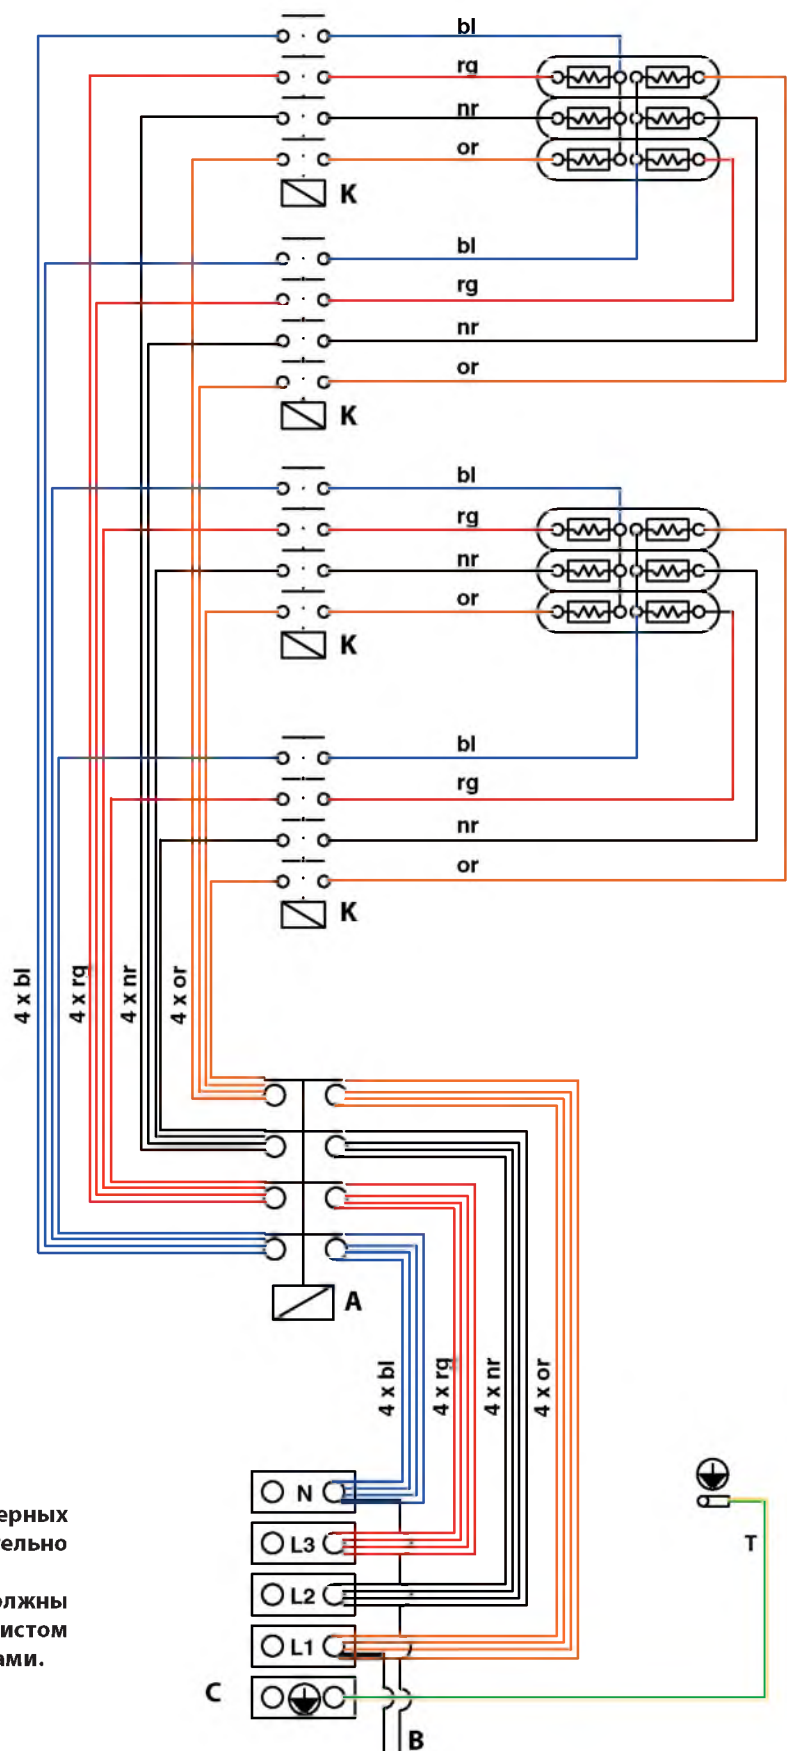 bl
rg
nr
or
K
bl
rg
nr
or
K
bl
rg
nr
or
K
bl
rg
nr
or
K
4 x bl
4 x rg
4 x nr
4 x or
A
4 x bl
4 x rg
4 x nr
4 x or
N
L3
L2
L1
C
T
B
ерных
тельно
олжны
истом
ами.